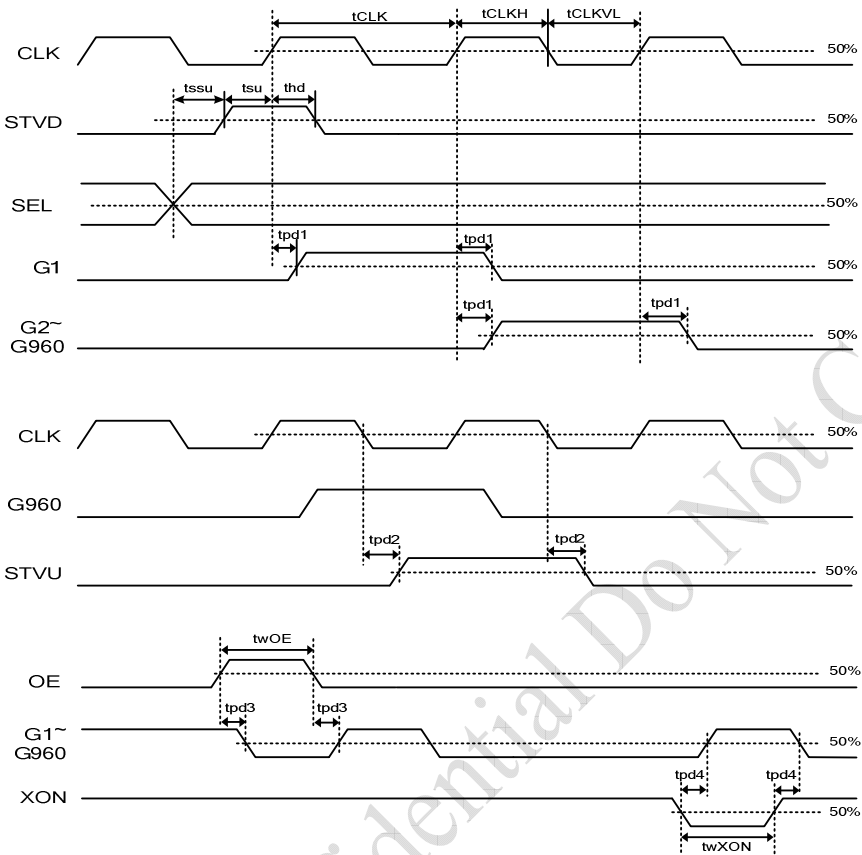 tCLK tCLKH tCLKVL
CLK 50%
tssu tsu thd
STVD 50%
SEL 50%
tpd1 tpd1
G1 50%
tpd1 tpd1
G2~
G960 50%
CLK 50%
G960
tpd2 tpd2
STVU 50%
twOE
OE 50%
tpd3 tpd3
G1~
G960 50%
tpd4 tpd4
XON 50%
twXON
fidential Do Not C